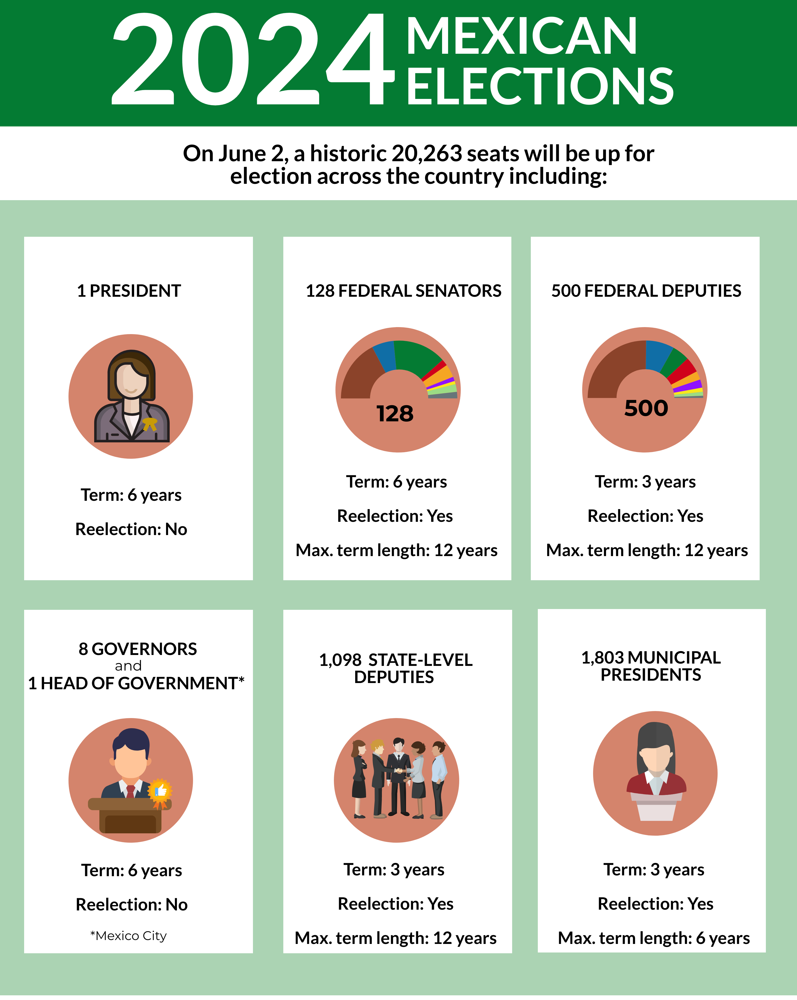 2024
MEXICAN
ELECTIONS
On June 2, a historic 20,263 seats will be up for
election across the country including:
1 PRESIDENT
Term: 6 years
Reelection: No
128 FEDERAL SENATORS
128
Term: 6 years
Reelection: Yes
Max. term length: 12 years
500 FEDERAL DEPUTIES
500
Term: 3 years
Reelection: Yes
Max. term length: 12 years
8 GOVERNORS
and
1 HEAD OF GOVERNMENT*
Term: 6 years
Reelection: No
*Mexico City
1,098 STATE-LEVEL
DEPUTIES
Term: 3 years
Reelection: Yes
Max. term length: 12 years
1,803 MUNICIPAL
PRESIDENTS
Term: 3 years
Reelection: Yes
Max. term length: 6 years